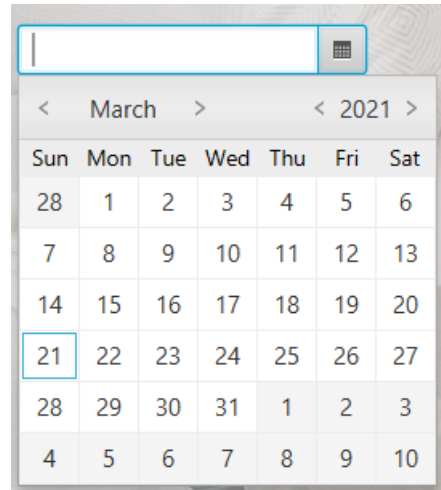 < March > < 2021 >
Sun Mon Tue Wed Thu Fri Sat
28 1 2 3 4 5 6
7 8 9 10 11 12 13
14 15 16 17 18 19 20
21 22 23 24 25 26 27
28 29 30 31 1 2 3
4 5 6 7 8 9 10